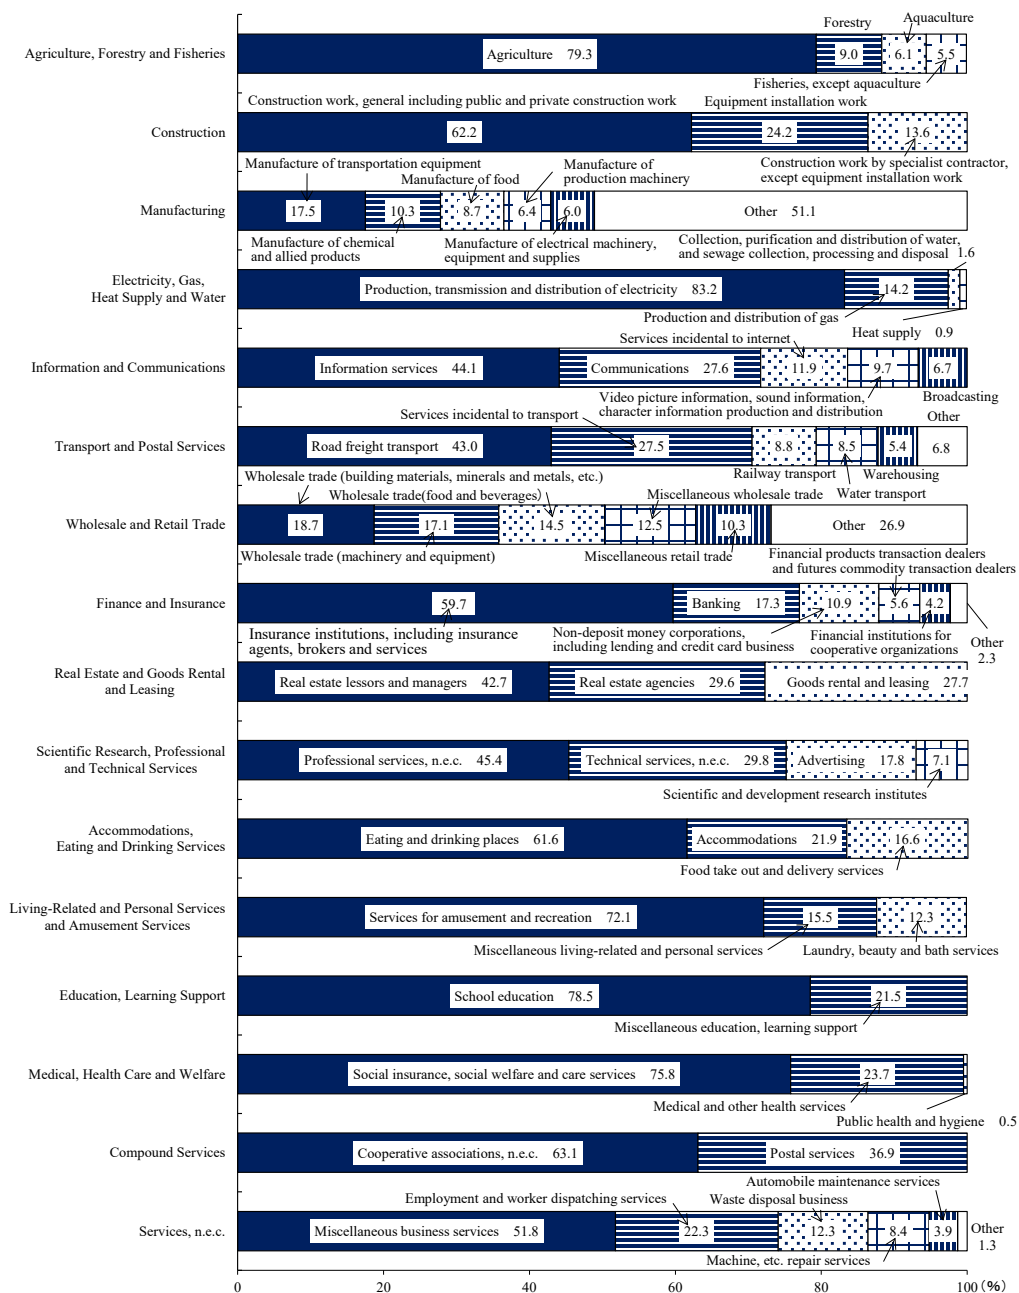 Forestry
Aquaculture
Agriculture, Forestry and Fisheries
Agriculture 79.3
9.0
6.1
5.5
Fisheries, except aquaculture
Construction work, general including public and private construction work
Equipment installation work
Construction
62.2
24.2
13.6
Construction work by specialist contractor,
except equipment installation work
Manufacture of transportation equipment
Manufacture of food
Manufacture of
production machinery
Manufacturing
17.5
10.3
8.7
6.4
6.0
Other 51.1
Manufacture of chemical
and allied products
Manufacture of electrical machinery,
equipment and supplies
Collection, purification and distribution of water,
and sewage collection, processing and disposal 1.6
Electricity, Gas,
Heat Supply and Water
Production, transmission and distribution of electricity 83.2
14.2
Production and distribution of gas
Heat supply 0.9
Services incidental to internet
Information and Communications
Information services 44.1
Communications 27.6
11.9
9.7
6.7
Video picture information, sound information,
character information production and distribution
Broadcasting
Services incidental to transport
Other
Transport and Postal Services
Road freight transport 43.0
27.5
8.8
8.5
5.4
6.8
Railway transport
Warehousing
Water transport
Wholesale trade (building materials, minerals and metals, etc.)
Wholesale trade(food and beverages)
Miscellaneous wholesale trade
Wholesale and Retail Trade
18.7
17.1
14.5
12.5
10.3
Other 26.9
Wholesale trade (machinery and equipment)
Miscellaneous retail trade
Financial products transaction dealers
and futures commodity transaction dealers
Finance and Insurance
59.7
Banking 17.3
10.9
5.6
4.2
Insurance institutions, including insurance
agents, brokers and services
Non-deposit money corporations,
including lending and credit card business
Financial institutions for
cooperative organizations
Other
2.3
Real Estate and Goods Rental
and Leasing
Real estate lessors and managers 42.7
Real estate agencies 29.6
Goods rental and leasing 27.7
Scientific Research, Professional
and Technical Services
Professional services, n.e.c. 45.4
Technical services, n.e.c. 29.8
Advertising 17.8
7.1
Scientific and development research institutes
Accommodations,
Eating and Drinking Services
Eating and drinking places 61.6
Accommodations 21.9
16.6
Food take out and delivery services
Living-Related and Personal Services
and Amusement Services
Services for amusement and recreation 72.1
15.5
12.3
Miscellaneous living-related and personal services
Laundry, beauty and bath services
Education, Learning Support
School education 78.5
21.5
Miscellaneous education, learning support
Medical, Health Care and Welfare
Social insurance, social welfare and care services 75.8
23.7
Medical and other health services
Public health and hygiene 0.5
Compound Services
Cooperative associations, n.e.c. 63.1
Postal services 36.9
Automobile maintenance services
Employment and worker dispatching services
Waste disposal business
Services, n.e.c.
Miscellaneous business services 51.8
22.3
12.3
8.4
3.9
Other
1.3
Machine, etc. repair services
0 20 40 60 80 100 (%)